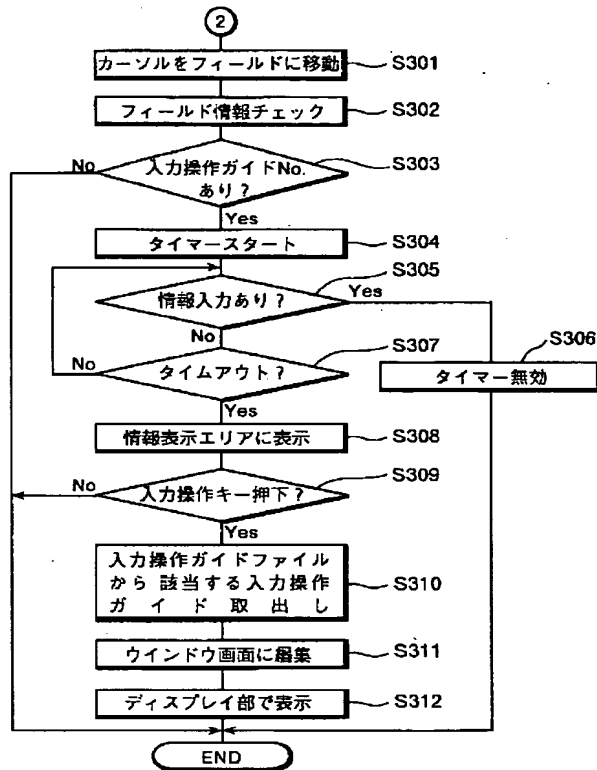 2
カーソルをフィールドに移動
S301
フィールド情報チェック
S302
入力操作ガイドNo.
あり？
S303
No
Yes
タイマースタート
S304
情報入力あり？
S305
Yes
No
タイマー無効
S306
タイムアウト？
S307
No
Yes
情報表示エリアに表示
S308
入力操作キー押下？
S309
No
Yes
入力操作ガイドファイル
から 該当する入力操作
ガイド取出し
S310
ウインドウ画面に編集
S311
ディスプレイ部で表示
S312
END